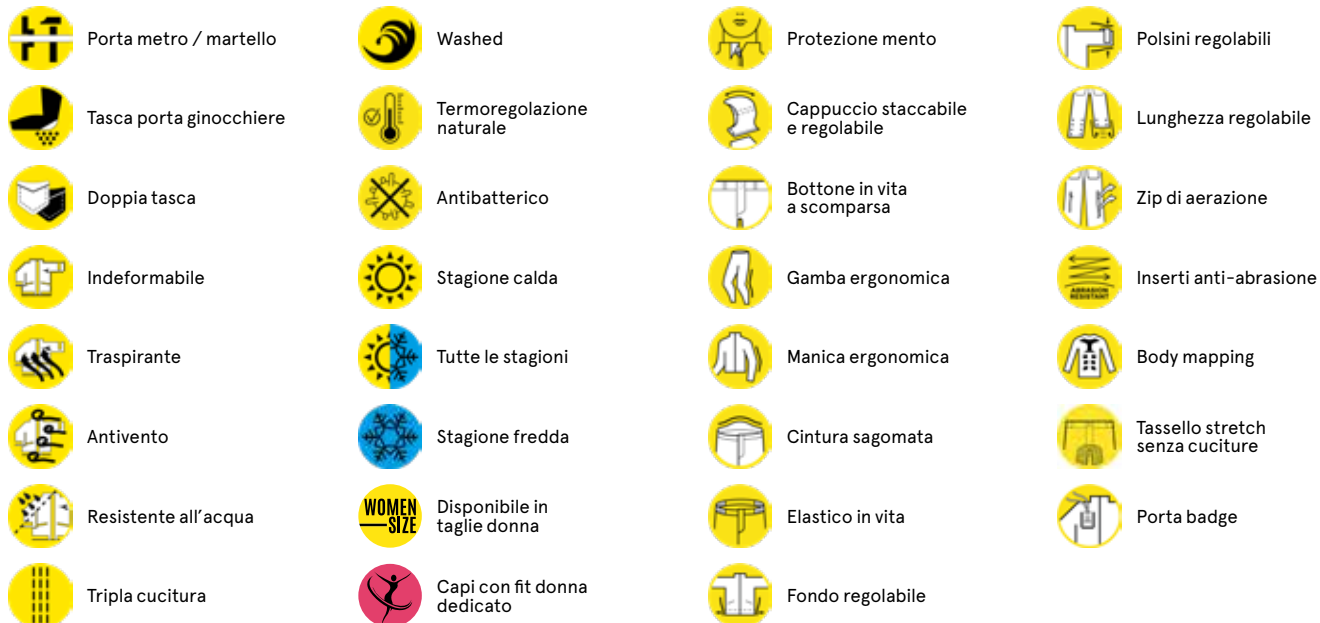 Porta metro / martello
Tasca porta ginocchiere
Doppia tasca
Indeformabile
Traspirante
Antivento
Resistente all'acqua
Tripla cucitura
Washed
Termoregolazione
naturale
Antibatterico
Stagione calda
Tutte le stagioni
Stagione fredda
WOMEN
SIZE
Disponibile in
taglie donna
Capi con fit donna
dedicato
Protezione mento
Cappuccio staccabile
e regolabile
Bottone in vita
a scomparsa
Gamba ergonomica
Manica ergonomica
Cintura sagomata
Elastico in vita
Fondo regolabile
Polsini regolabili
Lunghezza regolabile
Zip di aerazione
ABRASION
RESISTANT
Inserti anti-abrasione
Body mapping
Tassello stretch
senza cuciture
Porta badge